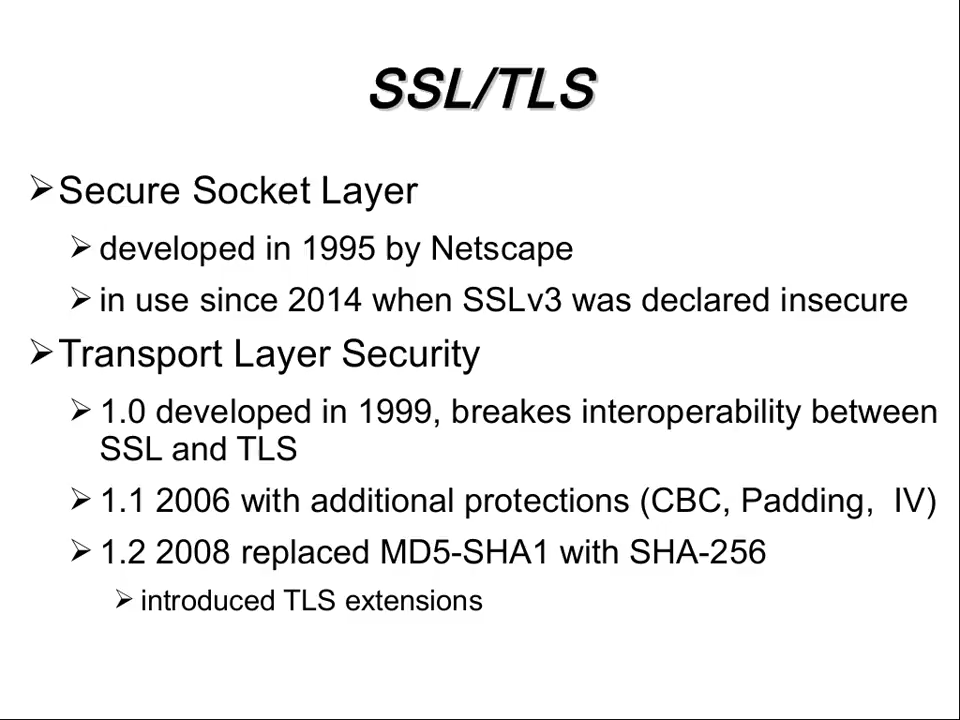 SSL/TLS
Secure Socket Layer
developed in 1995 by Netscape
in use since 2014 when SSLv3 was declared insecure
Transport Layer Security
1.0 developed in 1999, breakes interoperability between
SSL and TLS
1.1 2006 with additional protections (CBC, Padding,  IV)
1.2 2008 replaced MD5-SHA1 with SHA-256
introduced TLS extensions